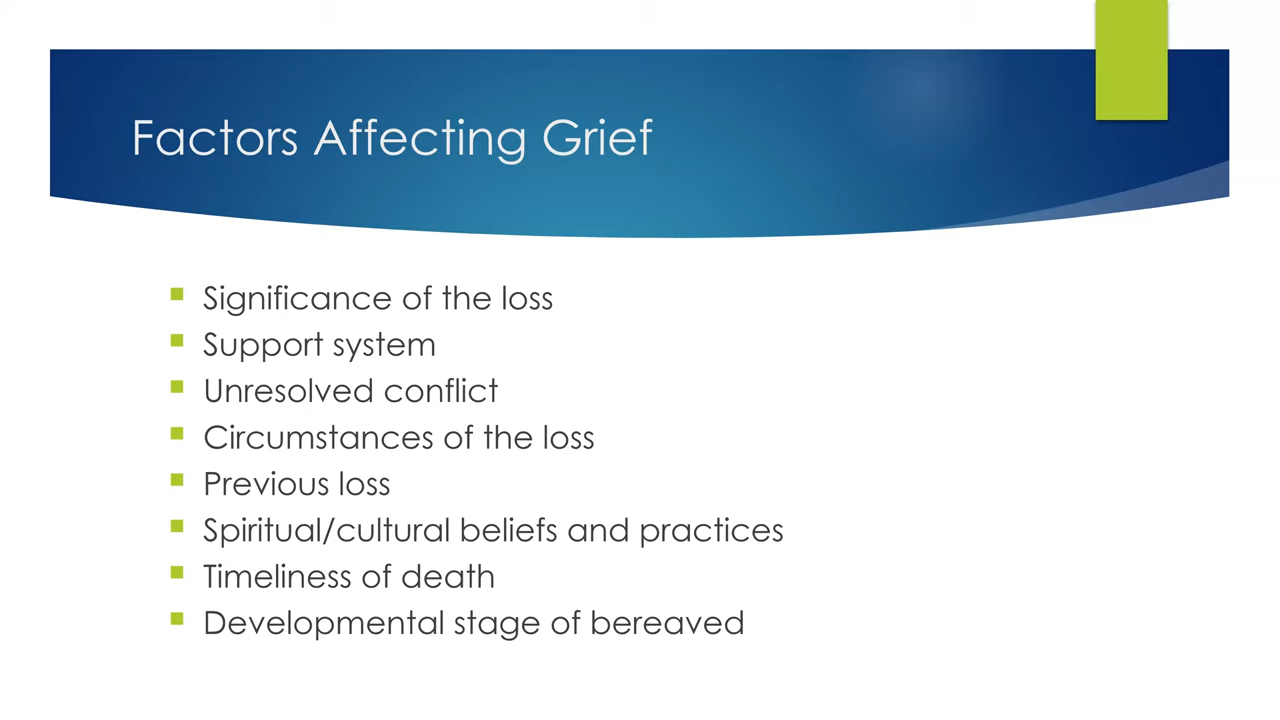 Factors Affecting Grief
Significance of the loss
Support system
Unresolved conflict
Circumstances of the loss
Previous loss
Spiritual/cultural beliefs and practices
Timeliness of death
Developmental stage of bereaved